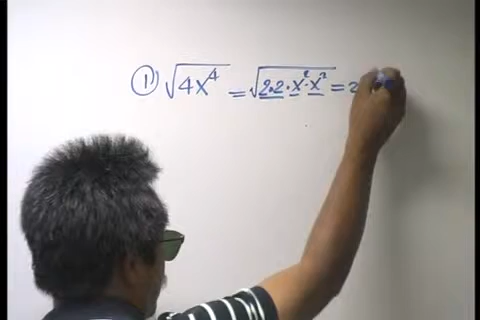 ① √4x⁴ = √2.2.x².x² = 2